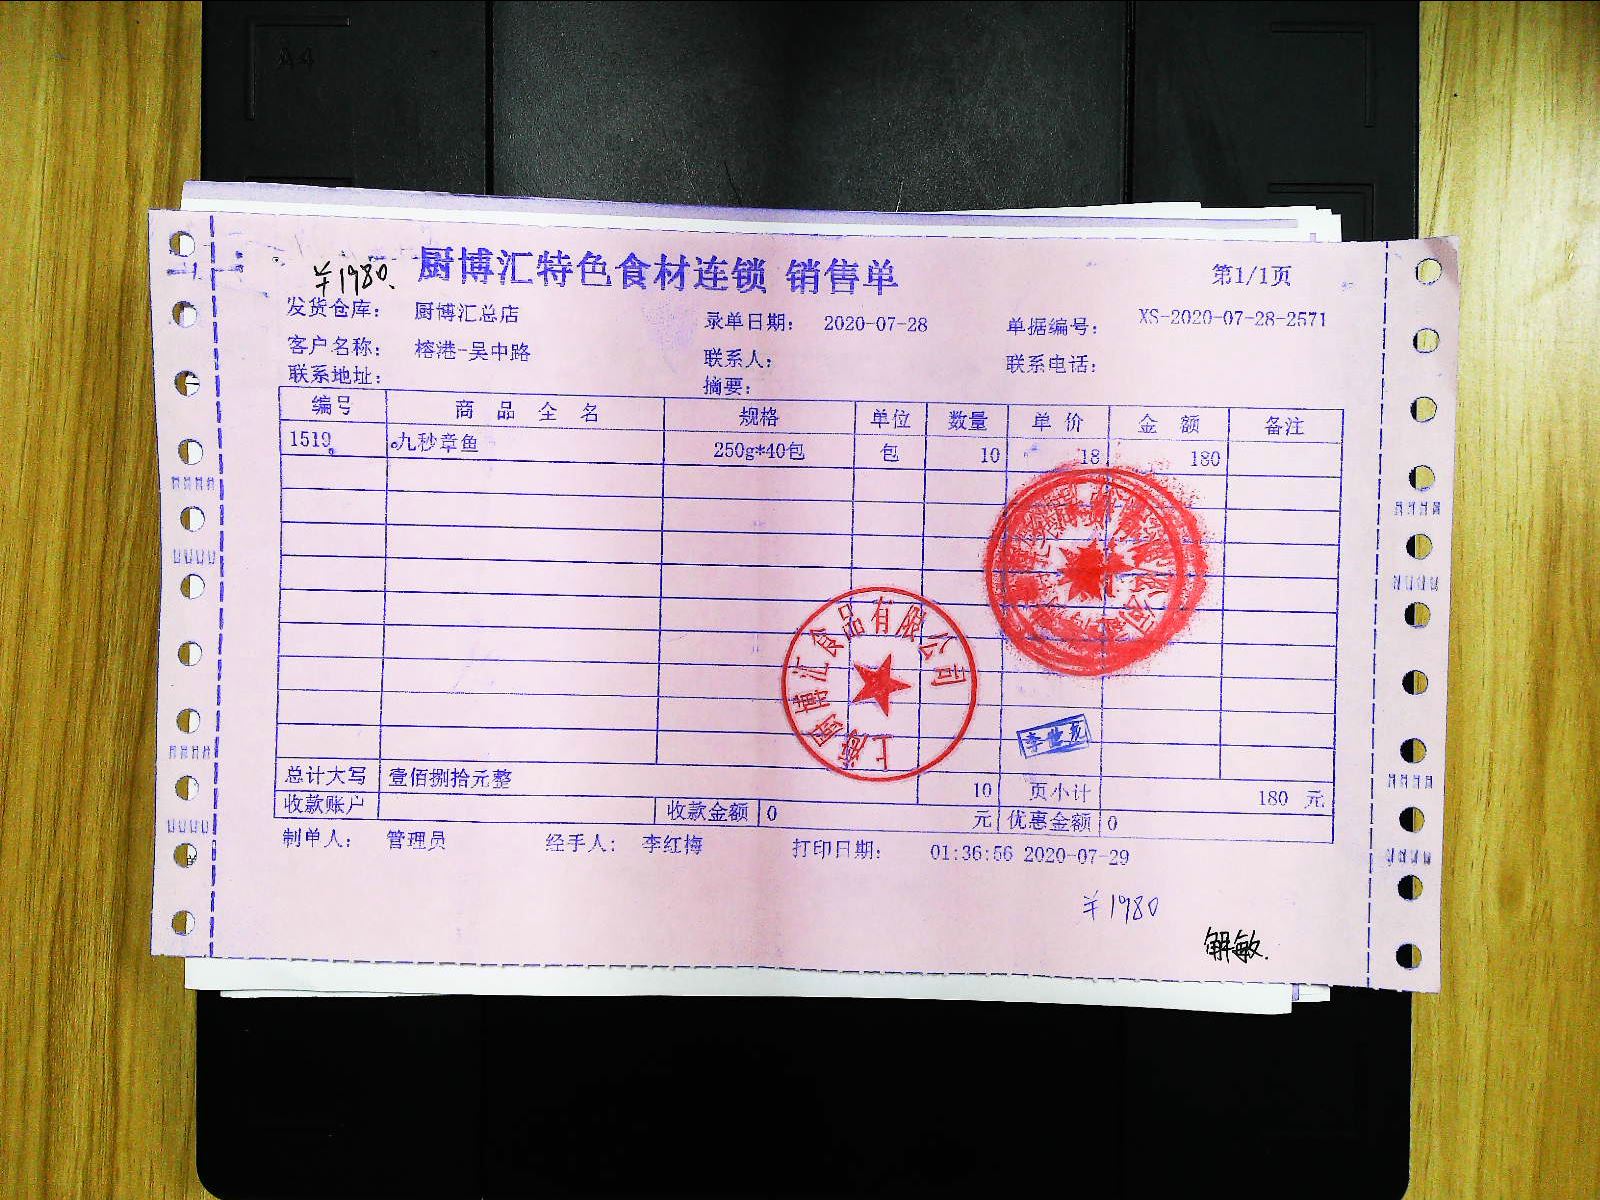 A4
¥1980.
厨博汇特色食材连锁 销售单
第1/1页
发货仓库： 厨博汇总店 录单日期： 2020-07-28 单据编号： XS-2020-07-28-2571
客户名称： 榕港-吴中路 联系人： 联系电话：
联系地址： 摘要：
编号 商品全名 规格 单位 数量 单价 金额 备注
1519 九秒章鱼 250g*40包 包 10 18 180
上海厨博汇食品有限公司
总计大写 壹佰捌拾元整 10 页小计 180 元
收款账户 收款金额 0 元 优惠金额 0
制单人： 管理员 经手人： 李红梅 打印日期： 01:36:56 2020-07-29
¥1980
解敏.